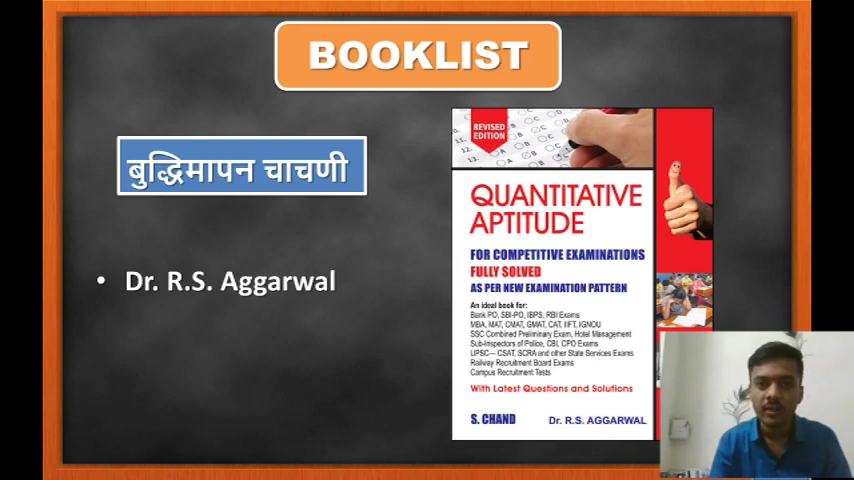 BOOKLIST
बुद्धिमापन चाचणी
• Dr. R.S. Aggarwal
REVISED
EDITION
QUANTITATIVE
APTITUDE
FOR COMPETITIVE EXAMINATIONS
FULLY SOLVED
AS PER NEW EXAMINATION PATTERN
An ideal book for:
Bank PO, SBI-PO, IBPS, RBI Exams
MBA, MAT, CMAT, GMAT, CAT, IIFT, IGNOU
SSC Combined Preliminary Exam, Hotel Management
Sub-Inspectors of Police, CBI, CPO Exams
UPSC— CSAT, SCRA and other State Services Exams
Railway Recruitment Board Exams
Campus Recruitment Tests
With Latest Questions and Solutions
S. CHAND Dr. R.S. AGGARWAL